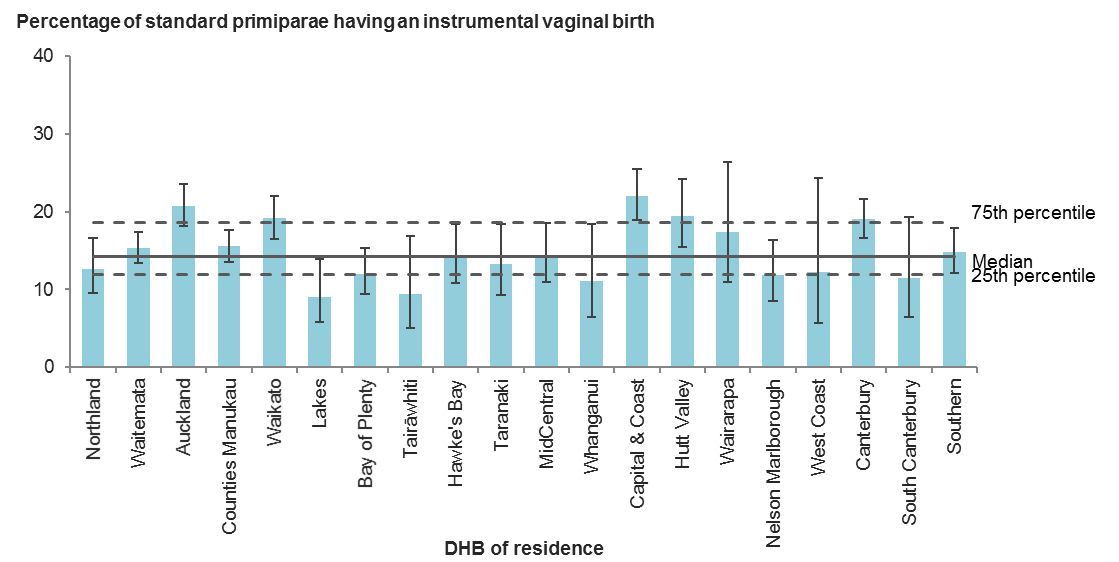 Percentage of standard primiparae having an instrumental vaginal birth
40
30
20
10
0
75th percentile
Median
25th percentile
Northland
Waitemata
Auckland
Counties Manukau
Waikato
Lakes
Bay of Plenty
Tairāwhiti
Hawke's Bay
Taranaki
MidCentral
Whanganui
Capital & Coast
Hutt Valley
Wairarapa
Nelson Marlborough
West Coast
Canterbury
South Canterbury
Southern
DHB of residence